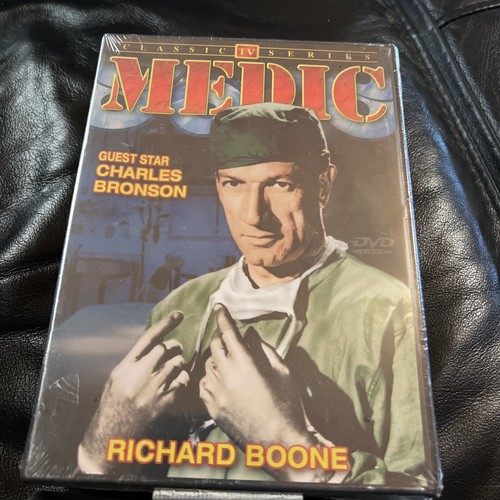 CLASSIC TV SERIES
MEDIC
GUEST STAR
CHARLES
BRONSON
DVD
RICHARD BOONE